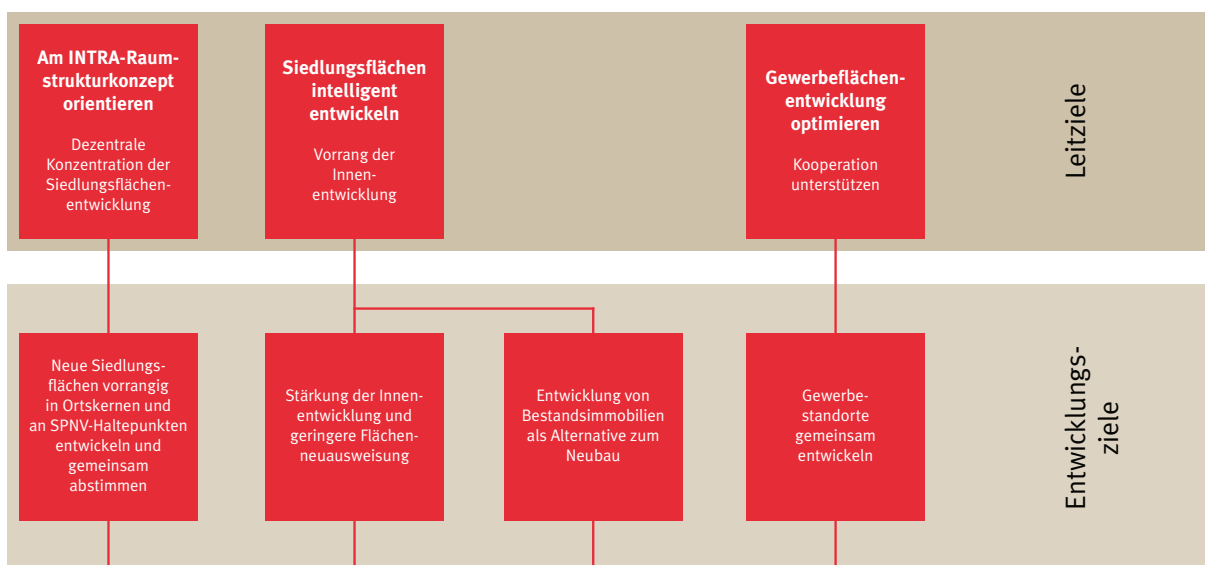 Am INTRA-Raum-
strukturkonzept
orientieren
Dezentrale
Konzentration der
Siedlungsflächen-
entwicklung
Siedlungsflächen
intelligent
entwickeln
Vorrang der
Innen-
entwicklung
Gewerbeflächen-
entwicklung
optimieren
Kooperation
unterstützen
Leitziele
Neue Siedlungs-
flächen vorrangig
in Ortskernen und
an SPNV-Haltepunkten
entwickeln und
gemeinsam
abstimmen
Stärkung der Innen-
entwicklung und
geringere Flächen-
neuausweisung
Entwicklung von
Bestandsimmobilien
als Alternative zum
Neubau
Gewerbe-
standorte
gemeinsam
entwickeln
Entwicklungs-
ziele